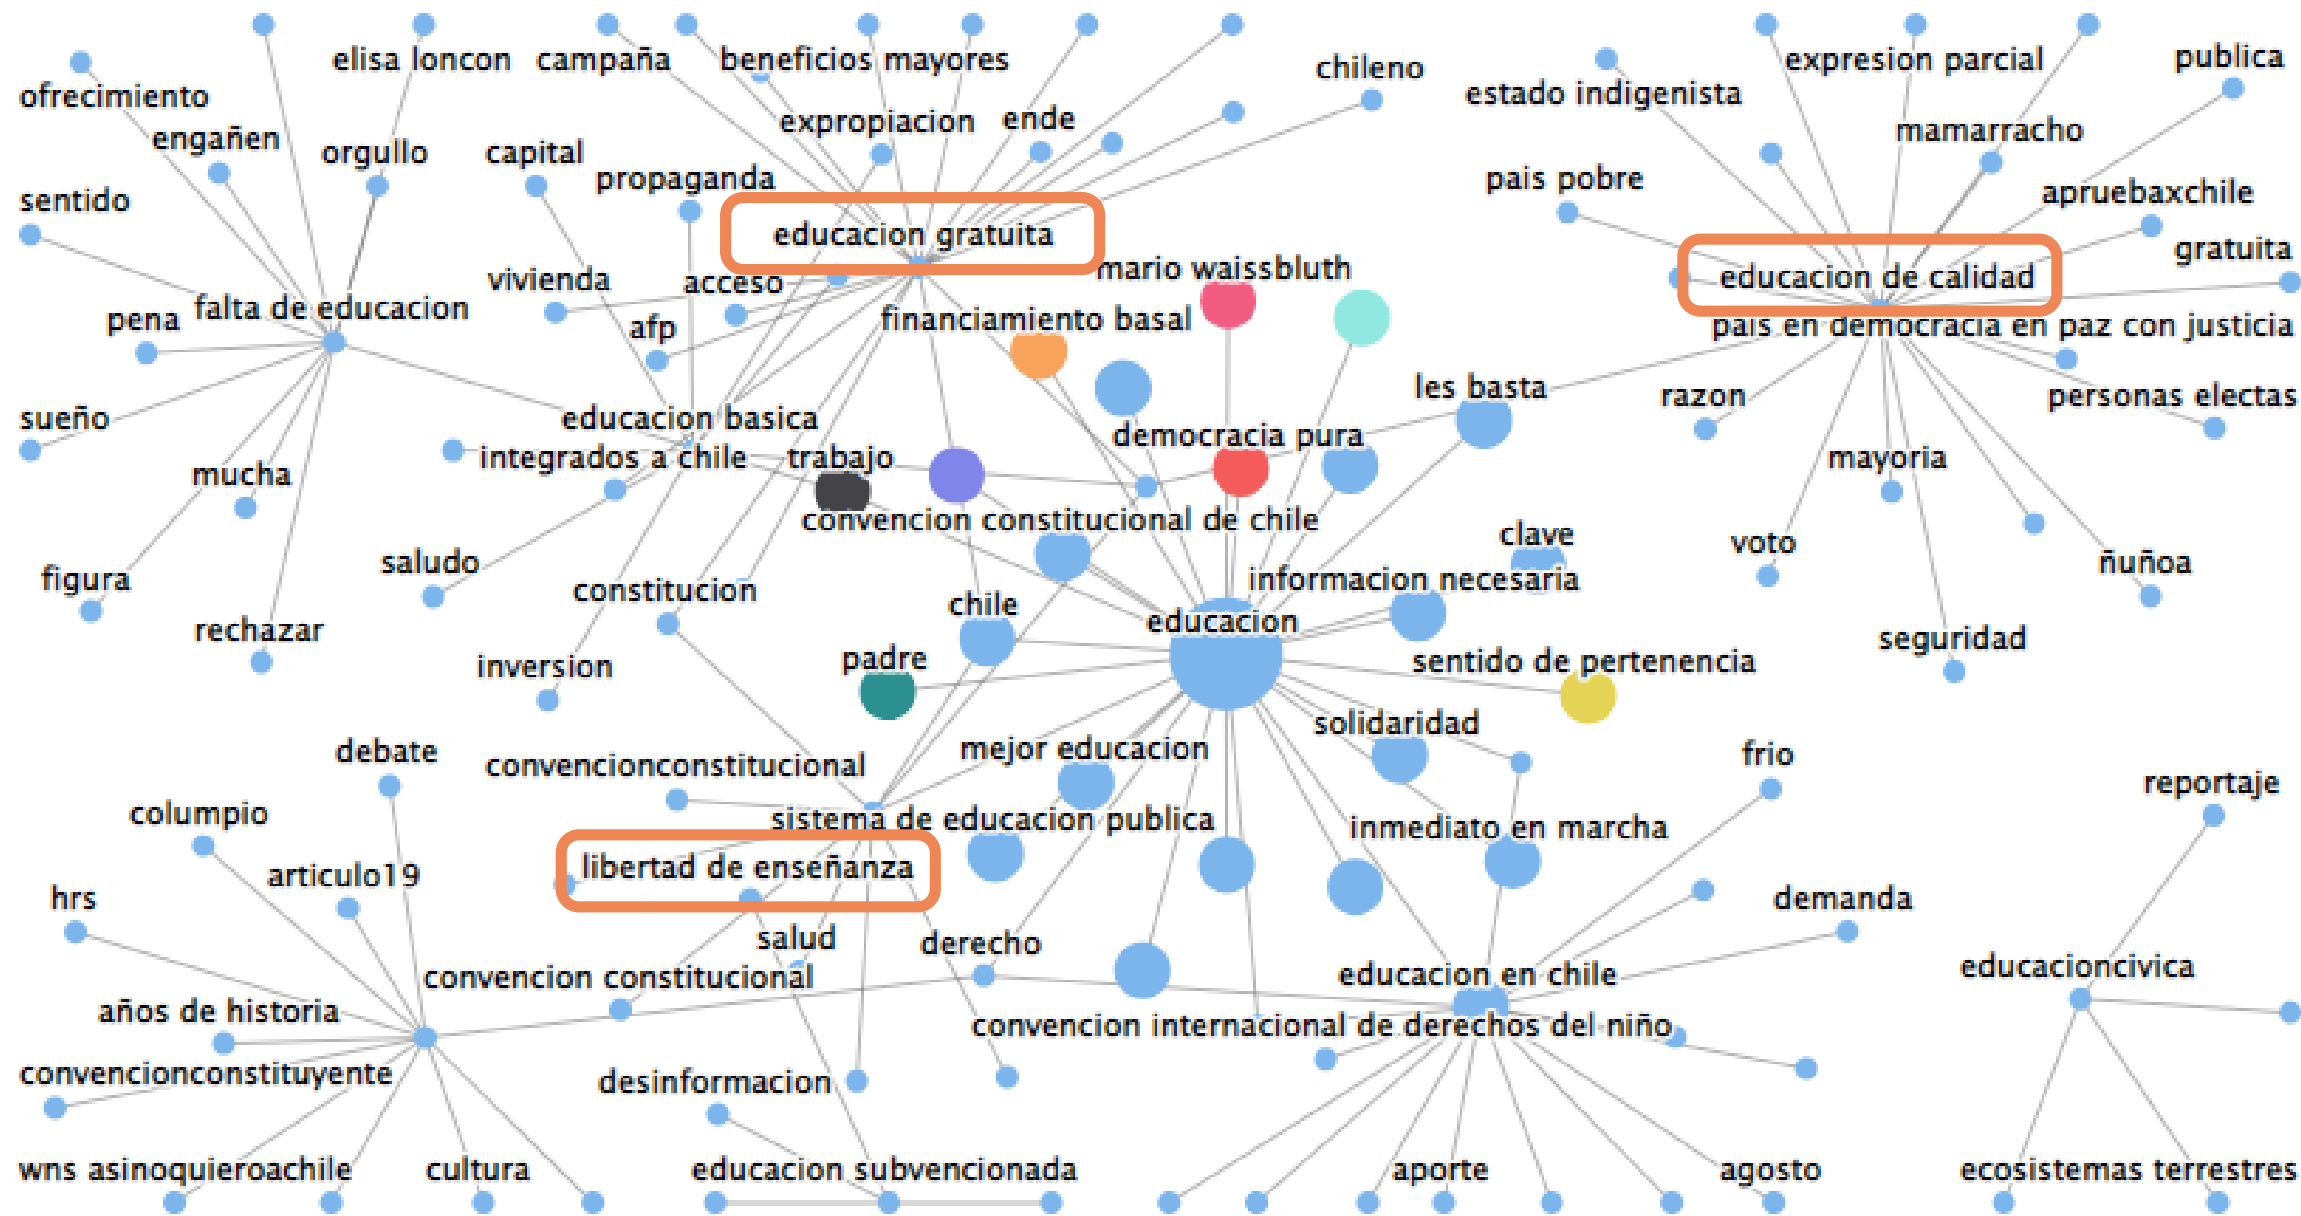 elisa loncon
campaña
beneficios mayores
chileno
expresion parcial
publica
ofrecimiento
estado indigenista
engañen
orgullo
capital
expropiacion
ende
mamarracho
propaganda
pais pobre
apruebaxchile
sentido
educacion gratuita
gratuita
vivienda
acceso
mario waissbluth
educacion de calidad
pena
falta de educacion
afp
financiamiento basal
pais en democracia en paz con justicia
les basta
razon
personas electas
sueño
educacion basica
democracia pura
mucha
integrados a chile
trabajo
mayoria
convencion constitucional de chile
clave
voto
ñuñoa
figura
saludo
constitucion
chile
informacion necesaria
rechazar
educacion
seguridad
inversion
padre
sentido de pertenencia
solidaridad
debate
convencionconstitucional
mejor educacion
frio
reportaje
columpio
sistema de educacion publica
inmediato en marcha
articulo19
libertad de enseñanza
hrs
demanda
salud
derecho
convencion constitucional
educacion en chile
educacioncivica
años de historia
convencion internacional de derechos del niño
convencionconstituyente
desinformacion
wns asinoquieroachile
cultura
educacion subvencionada
aporte
agosto
ecosistemas terrestres